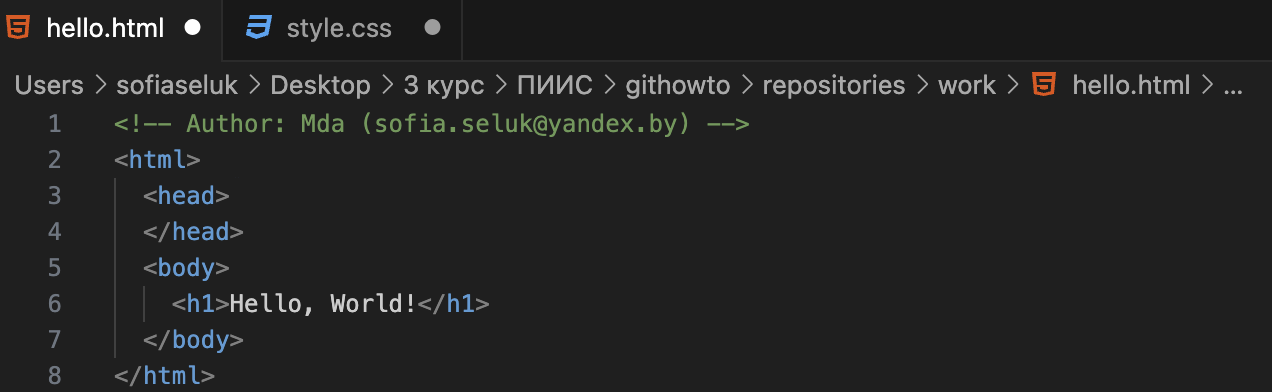 hello.html ● style.css ●
Users > sofiaseluk > Desktop > 3 курс > ПИИС > githowto > repositories > work > hello.html > ...
1 <!-- Author: Mda (sofia.seluk@yandex.by) -->
2 <html>
3   <head>
4   </head>
5   <body>
6     <h1>Hello, World!</h1>
7   </body>
8 </html>